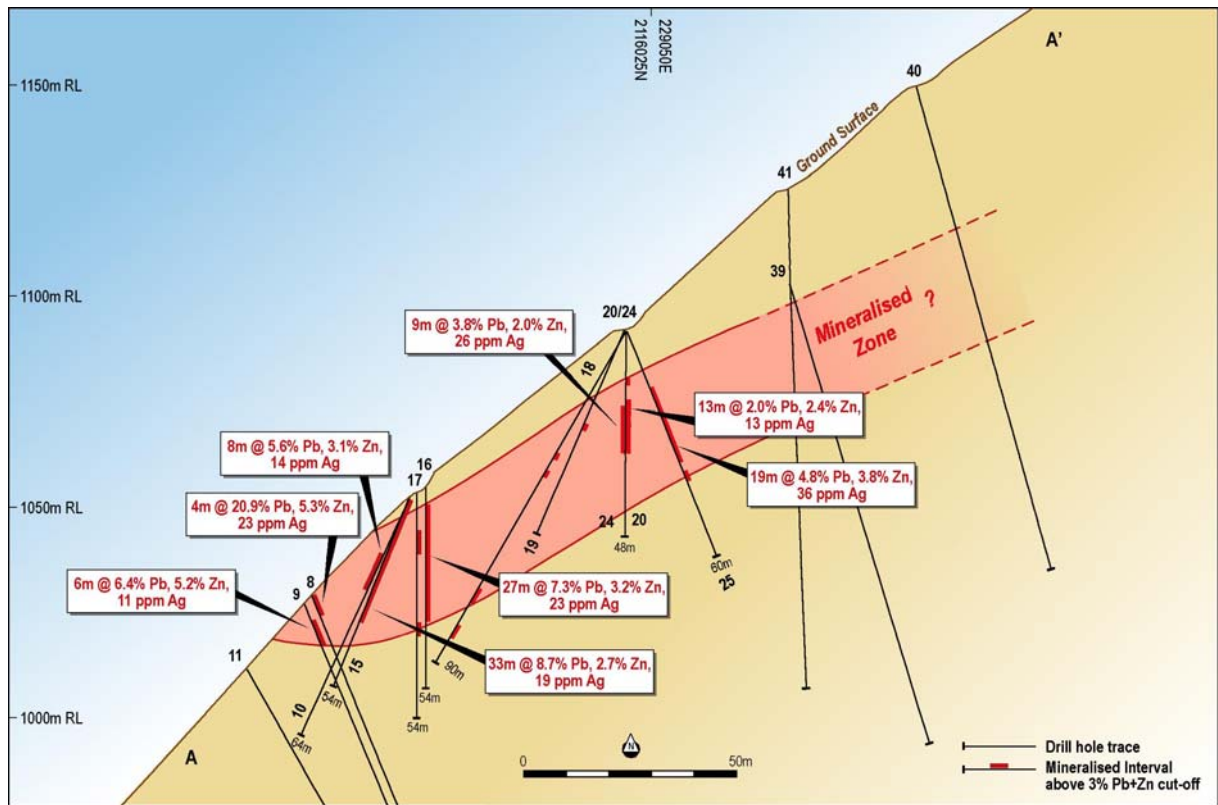 2116025N
229050E
A'
40
1150m RL
Ground Surface
41
39
1100m RL
20/24
Mineralised ?
Zone
9m @ 3.8% Pb, 2.0% Zn,
26 ppm Ag
18
13m @ 2.0% Pb, 2.4% Zn,
13 ppm Ag
8m @ 5.6% Pb, 3.1% Zn,
14 ppm Ag
16
17
19m @ 4.8% Pb, 3.8% Zn,
36 ppm Ag
1050m RL
4m @ 20.9% Pb, 5.3% Zn,
23 ppm Ag
24
20
19
48m
60m
25
6m @ 6.4% Pb, 5.2% Zn,
11 ppm Ag
8
9
27m @ 7.3% Pb, 3.2% Zn,
23 ppm Ag
11
15
90m
33m @ 8.7% Pb, 2.7% Zn,
19 ppm Ag
54m
54m
10
1000m RL
54m
64m
N
A
0
50m
Drill hole trace
Mineralised Interval
above 3% Pb+Zn cut-off